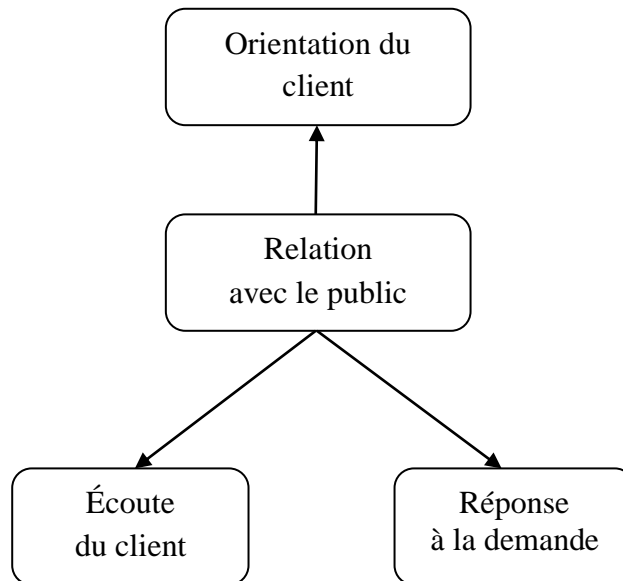 Orientation du
client
Relation
avec le public
Écoute
du client
Réponse
à la demande